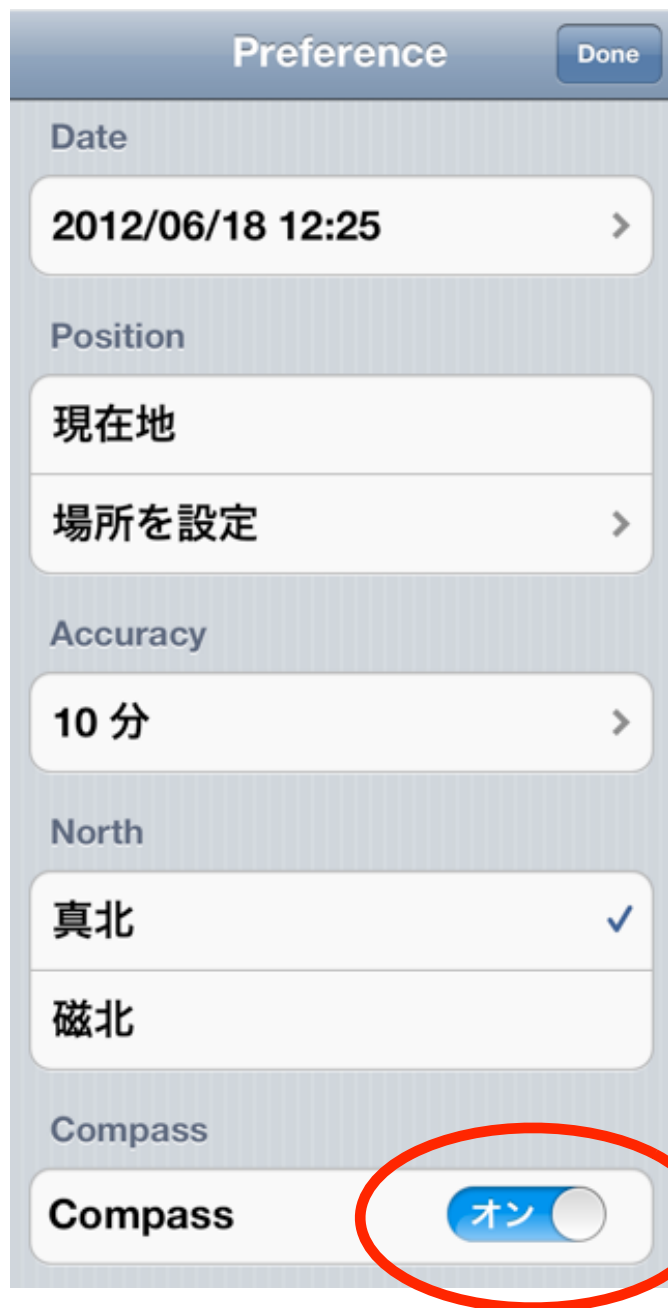 Preference
Done
Date
2012/06/18 12:25
Position
現在地
場所を設定
Accuracy
10 分
North
真北
磁北
Compass
Compass
オン